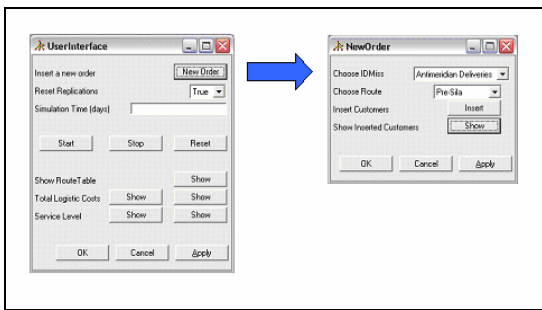 UserInterface
Insert a new order New Order
Reset Replications True
Simulation Time (days)
Start Stop Reset
Show RouteTable Show
Total Logistic Costs Show Show
Service Level Show Show
OK Cancel Apply
NewOrder
Choose IDMiss Antimeridian Deliveries
Choose Route Pre-Sila
Insert Customers Insert
Show Inserted Customers Show
OK Cancel Apply